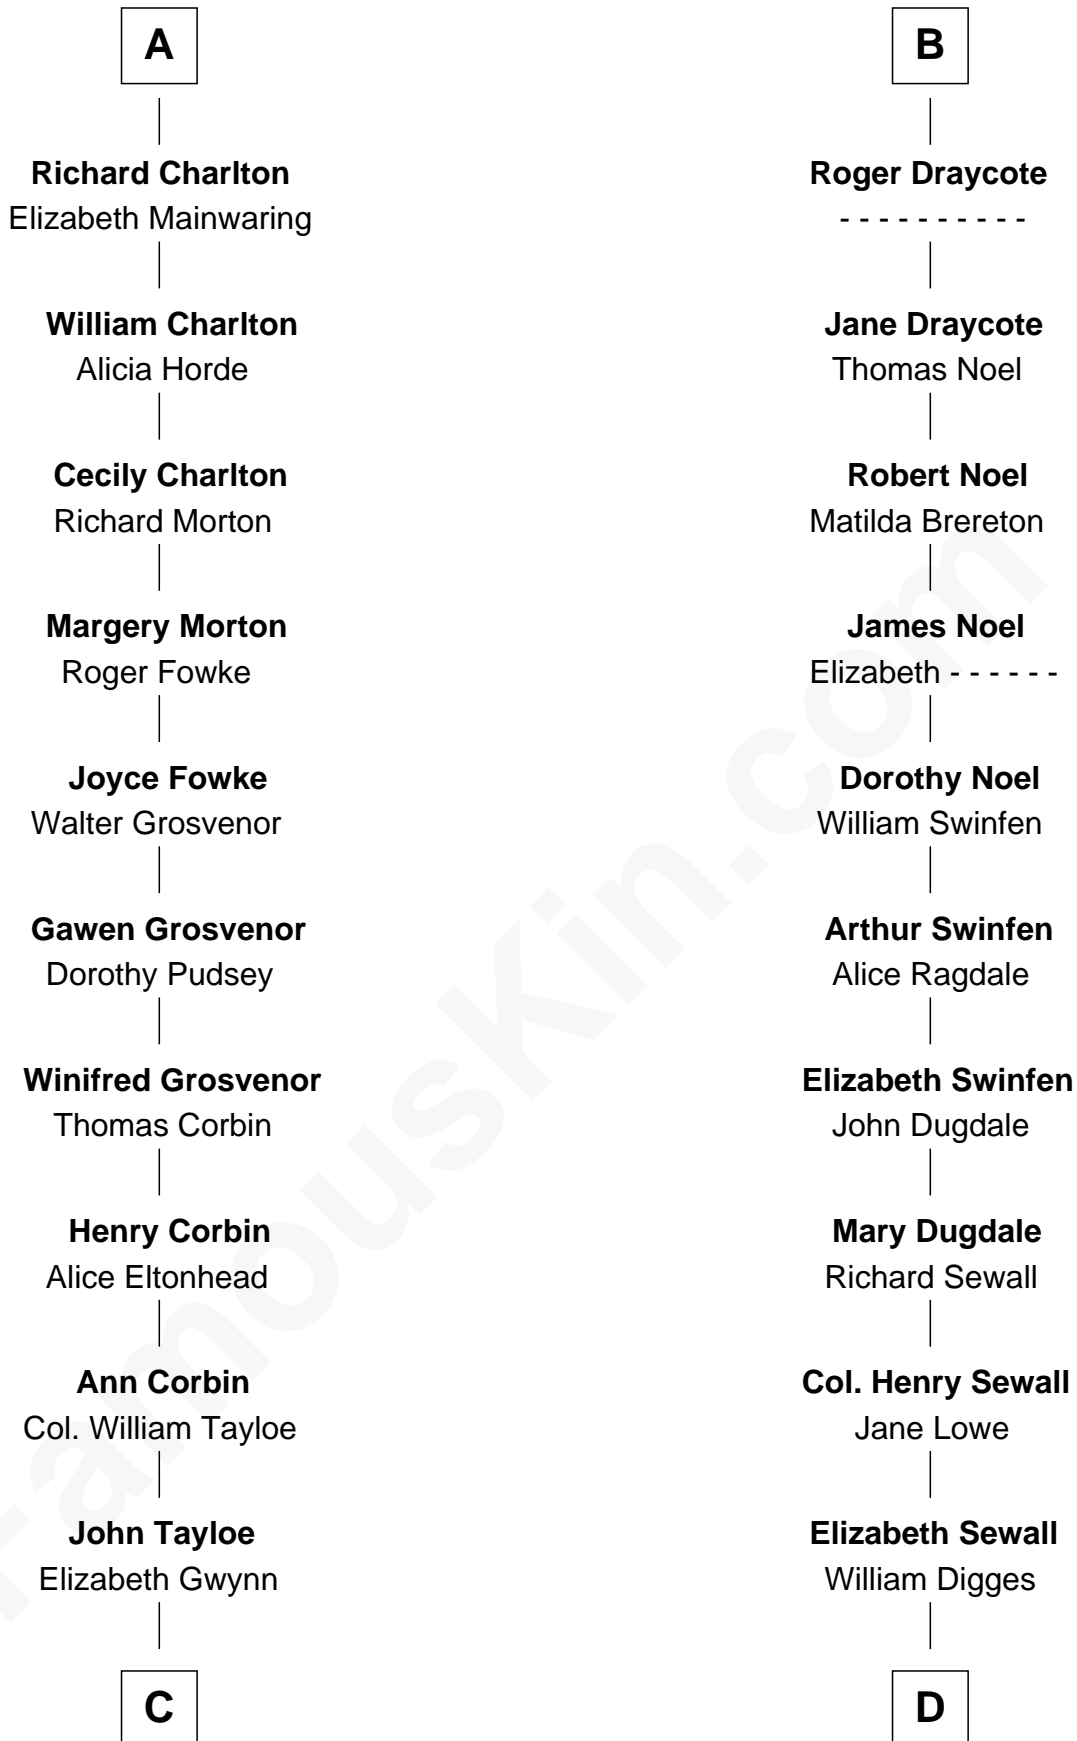 A
Richard Charlton
Elizabeth Mainwaring
William Charlton
Alicia Horde
Cecily Charlton
Richard Morton
Margery Morton
Roger Fowke
Joyce Fowke
Walter Grosvenor
Gawen Grosvenor
Dorothy Pudsey
Winifred Grosvenor
Thomas Corbin
Henry Corbin
Alice Eltonhead
Ann Corbin
Col. William Tayloe
John Tayloe
Elizabeth Gwynn
C
B
Roger Draycote
- - - - - - - - - -
Jane Draycote
Thomas Noel
Robert Noel
Matilda Brereton
James Noel
Elizabeth - - - - - -
Dorothy Noel
William Swinfen
Arthur Swinfen
Alice Ragdale
Elizabeth Swinfen
John Dugdale
Mary Dugdale
Richard Sewall
Col. Henry Sewall
Jane Lowe
Elizabeth Sewall
William Digges
D
FamousKin.com